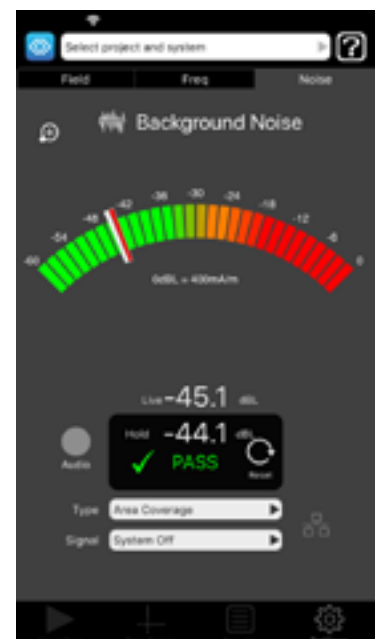 Select project and system
?
Field Freq Noise
Background Noise
-60 -54 -48 -42 -36 -30 -24 -18 -12 -6 0
0dBL = 400mA/m
Live -45.1 dBL
Hold -44.1 dBL
PASS
Audio
Reset
Type Area Coverage
Signal System Off